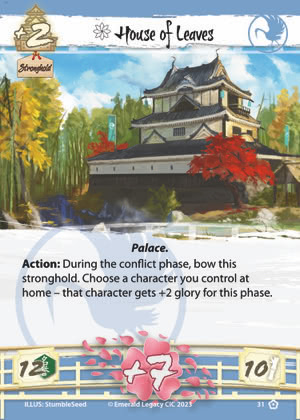 +2
House of Leaves
Stronghold
Palace.
Action: During the conflict phase, bow this
stronghold. Choose a character you control at
home – that character gets +2 glory for this phase.
12
+7
10
ILLUS: StumbleSeed
© Emerald Legacy CIC 2023
31